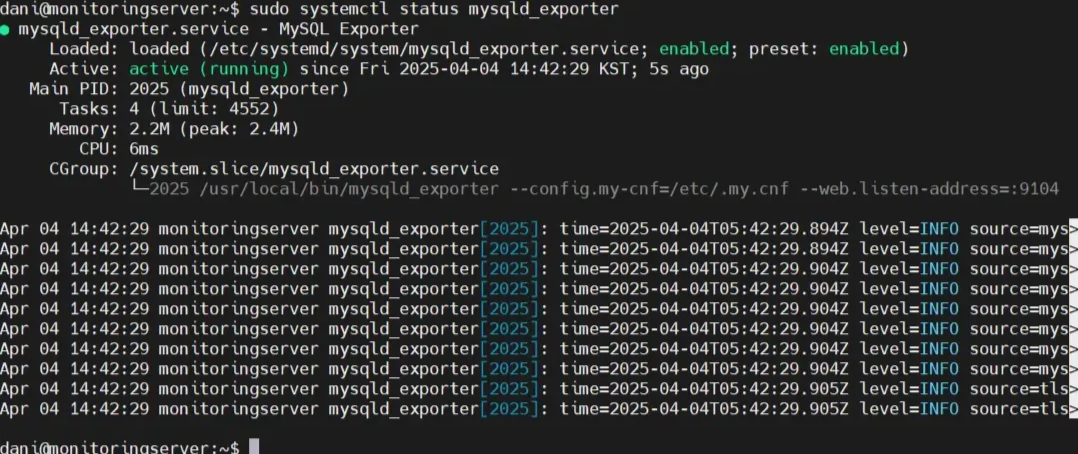 dani@monitoringserver:~$ sudo systemctl status mysqld_exporter
● mysqld_exporter.service - MySQL Exporter
Loaded: loaded (/etc/systemd/system/mysqld_exporter.service; enabled; preset: enabled)
Active: active (running) since Fri 2025-04-04 14:42:29 KST; 5s ago
Main PID: 2025 (mysqld_exporter)
Tasks: 4 (limit: 4552)
Memory: 2.2M (peak: 2.4M)
CPU: 6ms
CGroup: /system.slice/mysqld_exporter.service
└─2025 /usr/local/bin/mysqld_exporter --config.my-cnf=/etc/.my.cnf --web.listen-address=:9104
Apr 04 14:42:29 monitoringserver mysqld_exporter[2025]: time=2025-04-04T05:42:29.894Z level=INFO source=mys>
Apr 04 14:42:29 monitoringserver mysqld_exporter[2025]: time=2025-04-04T05:42:29.894Z level=INFO source=mys>
Apr 04 14:42:29 monitoringserver mysqld_exporter[2025]: time=2025-04-04T05:42:29.904Z level=INFO source=mys>
Apr 04 14:42:29 monitoringserver mysqld_exporter[2025]: time=2025-04-04T05:42:29.904Z level=INFO source=mys>
Apr 04 14:42:29 monitoringserver mysqld_exporter[2025]: time=2025-04-04T05:42:29.904Z level=INFO source=mys>
Apr 04 14:42:29 monitoringserver mysqld_exporter[2025]: time=2025-04-04T05:42:29.904Z level=INFO source=mys>
Apr 04 14:42:29 monitoringserver mysqld_exporter[2025]: time=2025-04-04T05:42:29.904Z level=INFO source=mys>
Apr 04 14:42:29 monitoringserver mysqld_exporter[2025]: time=2025-04-04T05:42:29.904Z level=INFO source=mys>
Apr 04 14:42:29 monitoringserver mysqld_exporter[2025]: time=2025-04-04T05:42:29.905Z level=INFO source=tls>
Apr 04 14:42:29 monitoringserver mysqld_exporter[2025]: time=2025-04-04T05:42:29.905Z level=INFO source=tls>
dani@monitoringserver:~$